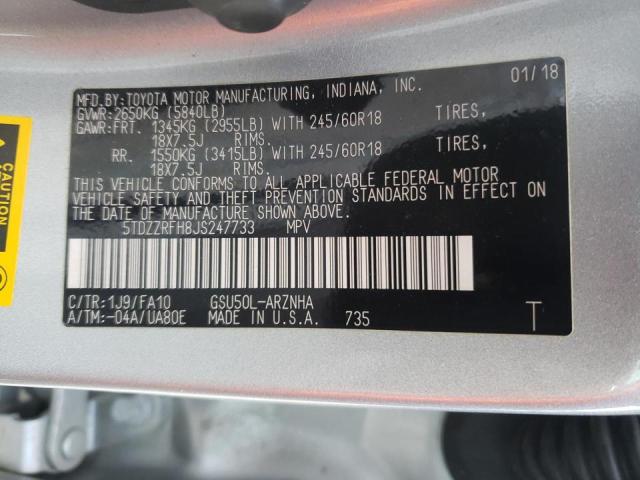 MFD.BY:TOYOTA MOTOR MANUFACTURING, INDIANA, INC. 01/18
GVWR:2650KG (5840LB)
GAWR:FRT. 1345KG (2955LB) WITH 245/60R18 TIRES,
18X7.5J RIMS.
RR. 1550KG (3415LB) WITH 245/60R18 TIRES,
18X7.5J RIMS.
THIS VEHICLE CONFORMS TO ALL APPLICABLE FEDERAL MOTOR
VEHICLE SAFETY AND THEFT PREVENTION STANDARDS IN EFFECT ON
THE DATE OF MANUFACTURE SHOWN ABOVE.
5TDZZRFH8JS247733 MPV
C/TR:1J9/FA10 GSU50L-ARZNHA
A/TM:-04A/UA80E MADE IN U.S.A. 735 T
CAUTION